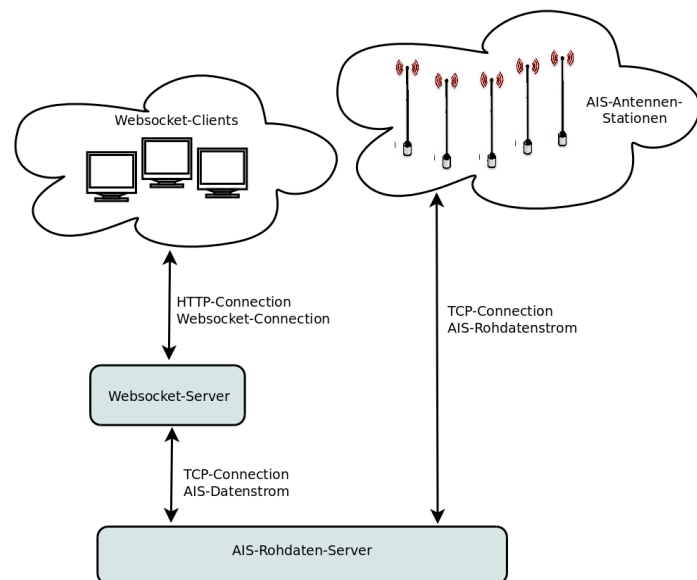 Websocket-Clients
AIS-Antennen-
Stationen
HTTP-Connection
Websocket-Connection
TCP-Connection
AIS-Rohdatenstrom
Websocket-Server
TCP-Connection
AIS-Datenstrom
AIS-Rohdaten-Server